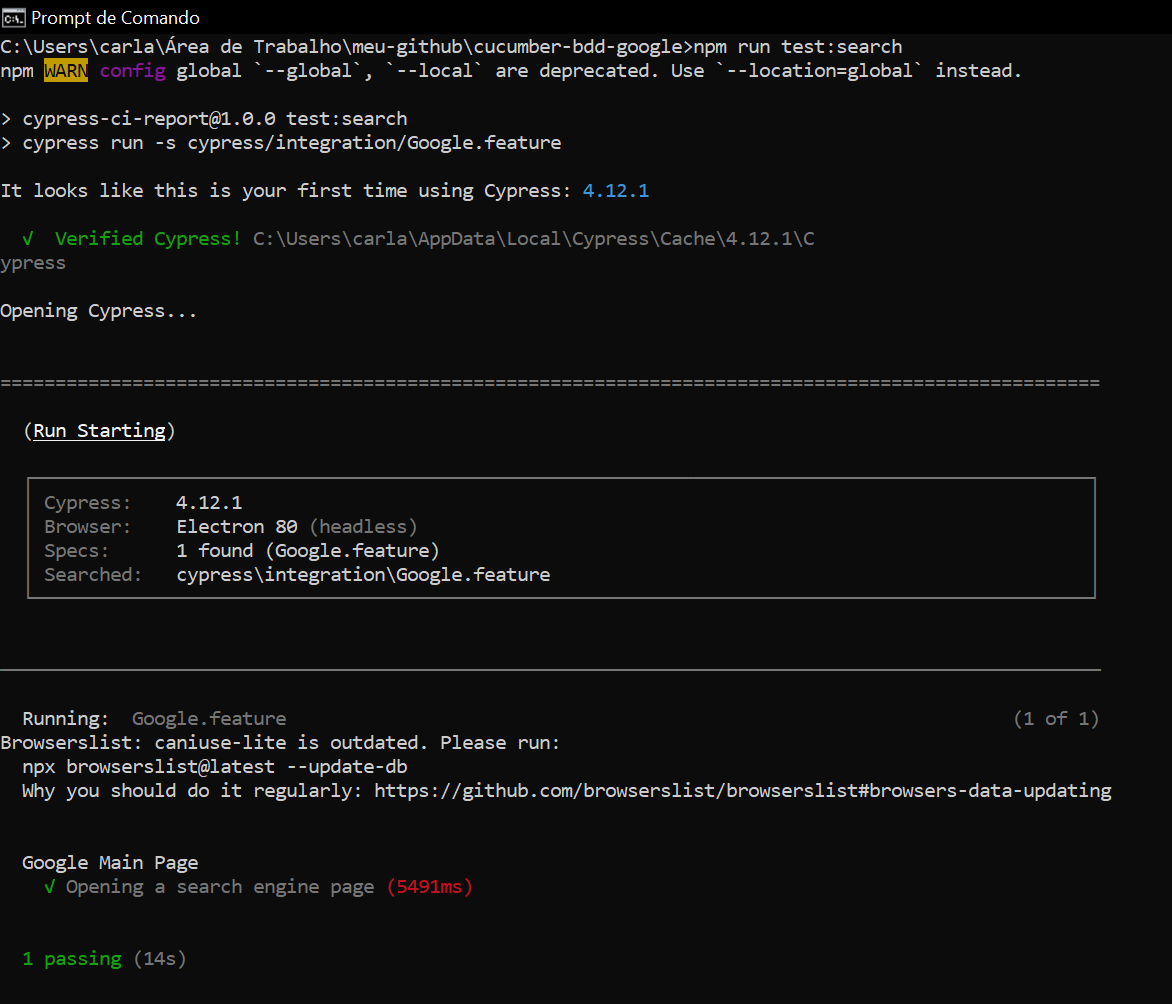 Prompt de Comando
C:\Users\carla\Área de Trabalho\meu-github\cucumber-bdd-google>npm run test:search
npm WARN config global `--global`, `--local` are deprecated. Use `--location=global` instead.
> cypress-ci-report@1.0.0 test:search
> cypress run -s cypress/integration/Google.feature
It looks like this is your first time using Cypress: 4.12.1
√  Verified Cypress! C:\Users\carla\AppData\Local\Cypress\Cache\4.12.1\C
ypress
Opening Cypress...
====================================================================================================
(Run Starting)
Cypress:    4.12.1
Browser:    Electron 80 (headless)
Specs:      1 found (Google.feature)
Searched:   cypress\integration\Google.feature
Running:  Google.feature (1 of 1)
Browserslist: caniuse-lite is outdated. Please run:
npx browserslist@latest --update-db
Why you should do it regularly: https://github.com/browserslist/browserslist#browsers-data-updating
Google Main Page
√ Opening a search engine page (5491ms)
1 passing (14s)